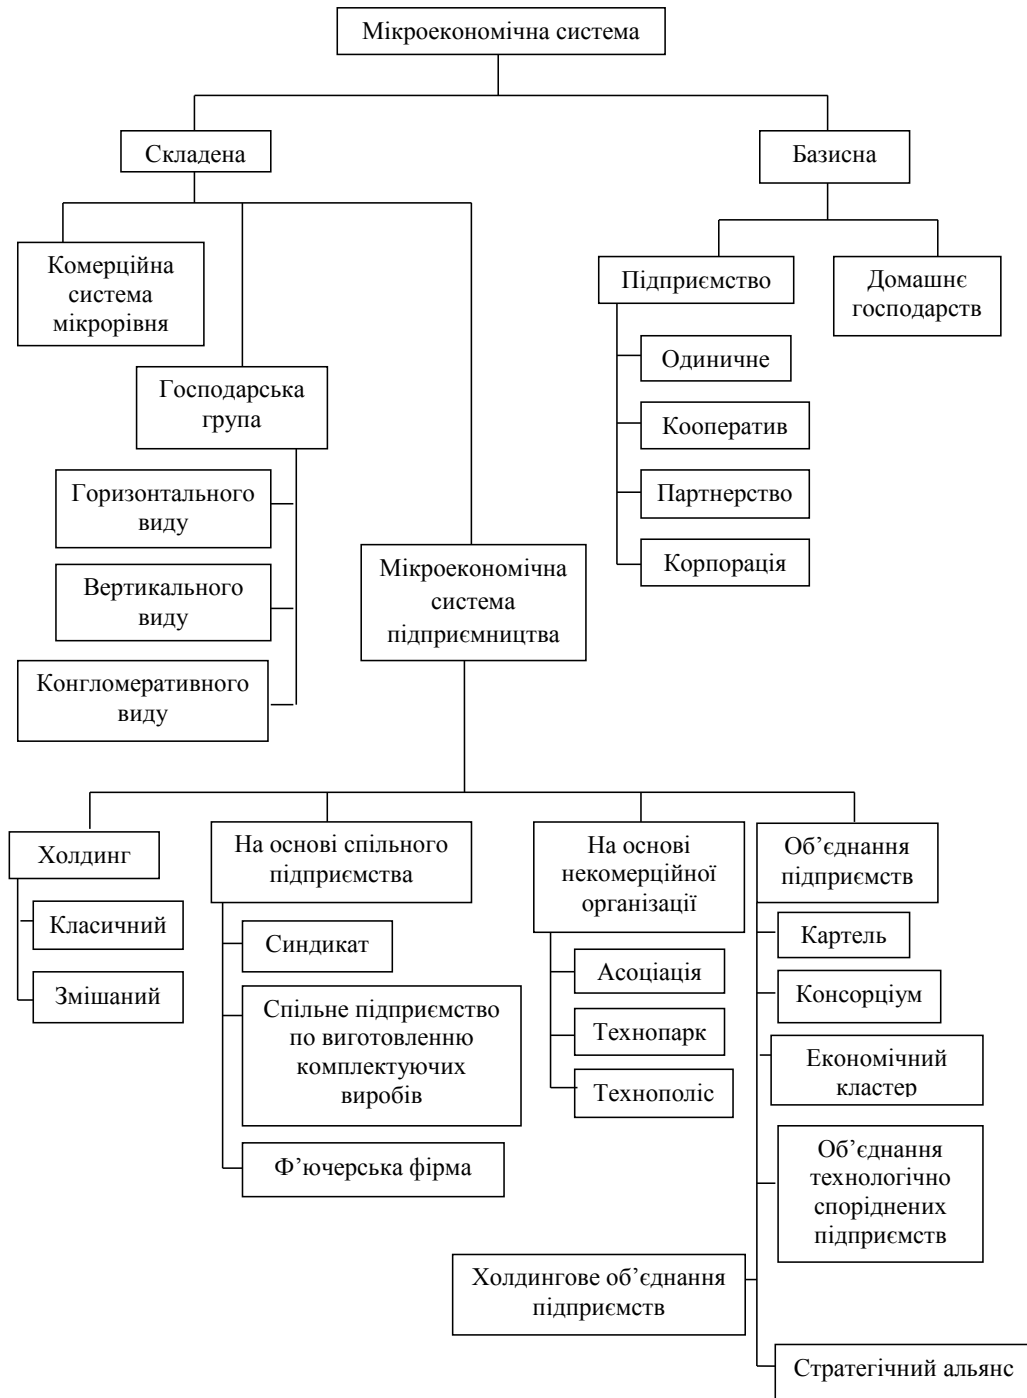 Мікроекономічна система
Складена
Базисна
Комерційна
система
мікрорівня
Підприємство
Домашнє
господарств
Одиничне
Господарська
група
Кооператив
Горизонтального
виду
Партнерство
Корпорація
Мікроекономічна
система
підприємництва
Вертикального
виду
Конгломеративного
виду
Холдинг
Класичний
Змішаний
На основі спільного
підприємства
Синдикат
Спільне підприємство
по виготовленню
комплектуючих
виробів
Ф’ючерська фірма
На основі
некомерційної
організації
Асоціація
Технопарк
Технополіс
Об’єднання
підприємств
Картель
Консорціум
Економічний
кластер
Об’єднання
технологічно
споріднених
підприємств
Холдингове об’єднання
підприємств
Стратегічний альянс